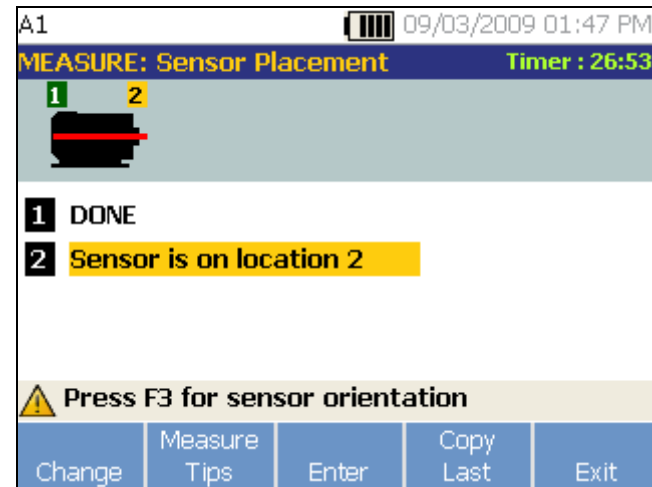 A1 09/03/2009 01:47 PM
MEASURE: Sensor Placement Timer : 26:53
1 2
1 DONE
2 Sensor is on location 2
Press F3 for sensor orientation
Change Measure Tips Enter Copy Last Exit